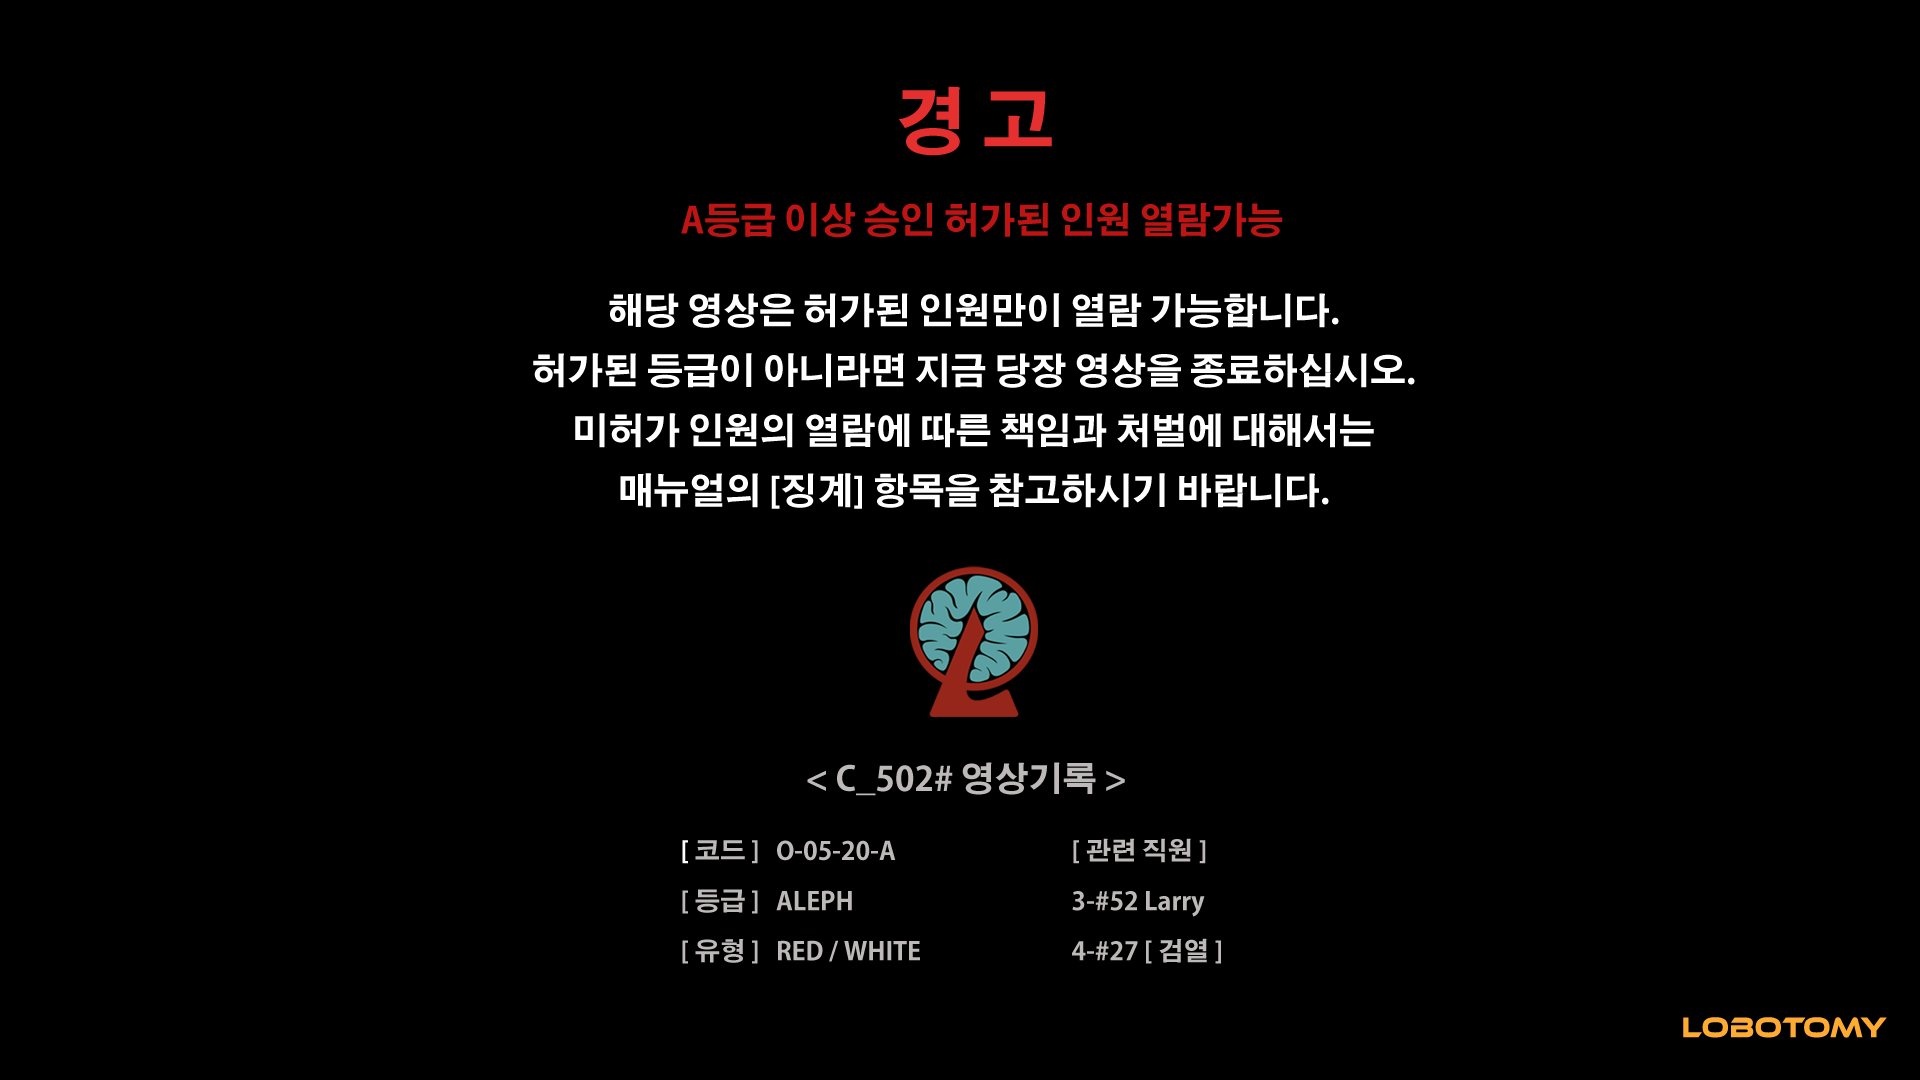 경고
A등급 이상 승인 허가된 인원 열람가능
해당 영상은 허가된 인원만이 열람 가능합니다.
허가된 등급이 아니라면 지금 당장 영상을 종료하십시오.
미허가 인원의 열람에 따른 책임과 처벌에 대해서는
매뉴얼의 [징계] 항목을 참고하시기 바랍니다.
< C_502# 영상기록 >
[ 코드 ] O-05-20-A
[ 등급 ] ALEPH
[ 유형 ] RED / WHITE
[ 관련 직원 ]
3-#52 Larry
4-#27 [ 검열 ]
LOBOTOMY